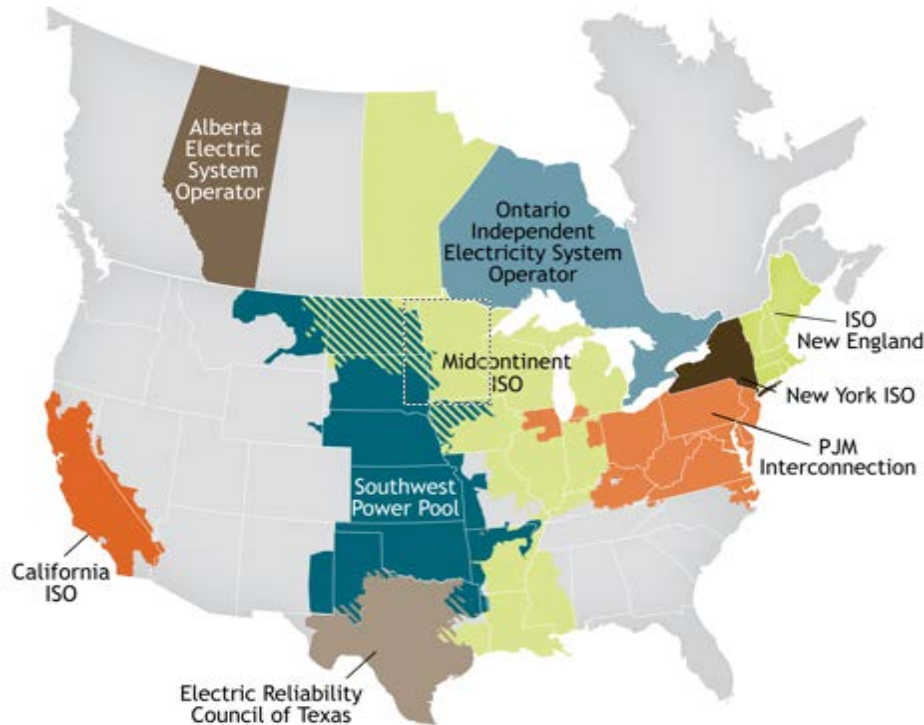 Alberta
Electric
System
Operator
Ontario
Independent
Electricity System
Operator
ISO
New England
Midcontinent
ISO
New York ISO
PJM
Interconnection
Southwest
Power Pool
California
ISO
Electric Reliability
Council of Texas